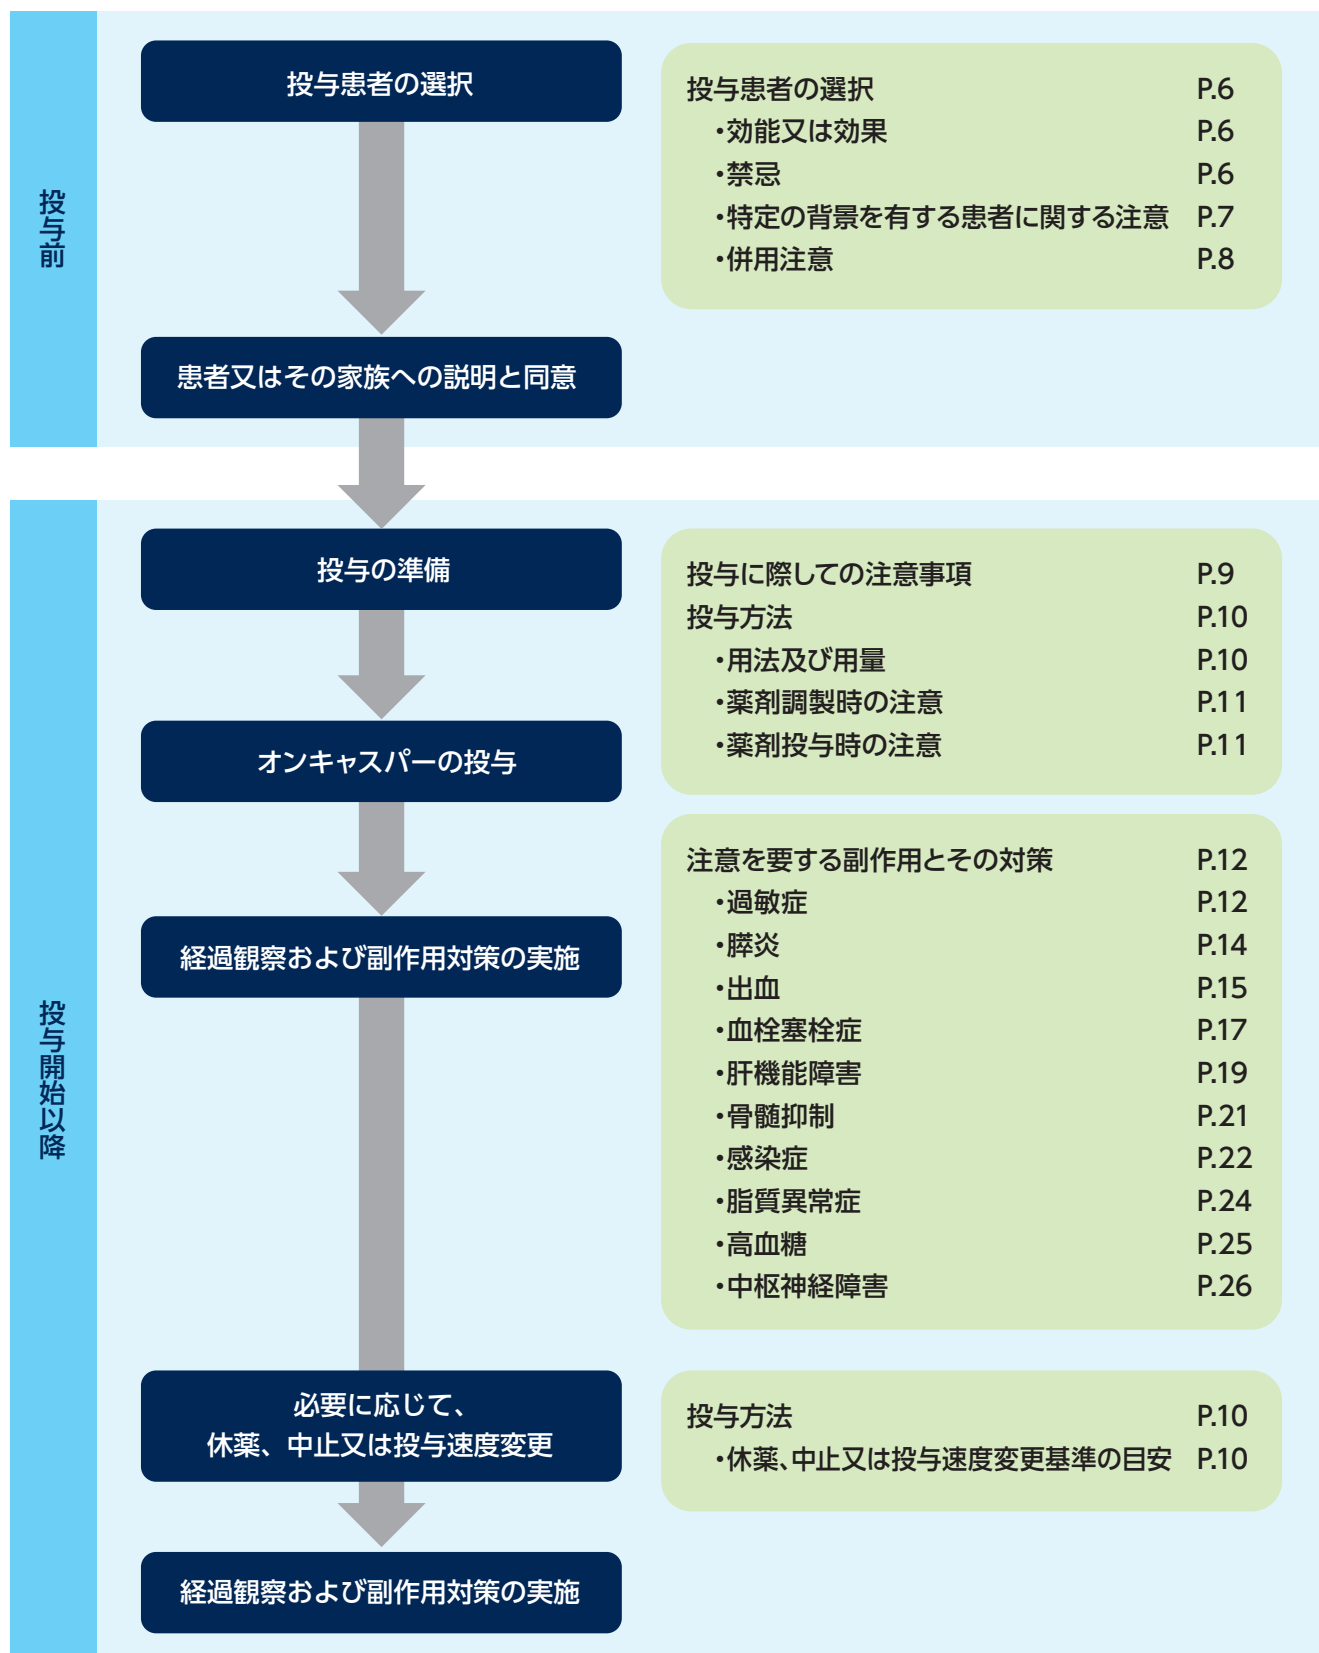 投与前
投与患者の選択
投与患者の選択 P.6
・効能又は効果 P.6
・禁忌 P.6
・特定の背景を有する患者に関する注意 P.7
・併用注意 P.8
患者又はその家族への説明と同意
投与開始以降
投与の準備
投与に際しての注意事項 P.9
投与方法 P.10
・用法及び用量 P.10
・薬剤調製時の注意 P.11
・薬剤投与時の注意 P.11
オンキャスパーの投与
経過観察および副作用対策の実施
注意を要する副作用とその対策 P.12
・過敏症 P.12
・膵炎 P.14
・出血 P.15
・血栓塞栓症 P.17
・肝機能障害 P.19
・骨髄抑制 P.21
・感染症 P.22
・脂質異常症 P.24
・高血糖 P.25
・中枢神経障害 P.26
必要に応じて、
休薬、中止又は投与速度変更
投与方法 P.10
・休薬、中止又は投与速度変更基準の目安 P.10
経過観察および副作用対策の実施